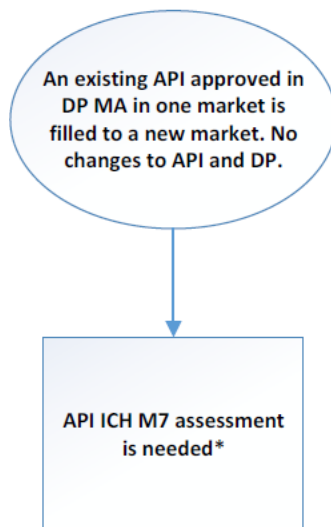 An existing API approved in
DP MA in one market is
filled to a new market. No
changes to API and DP.
API ICH M7 assessment
is needed*